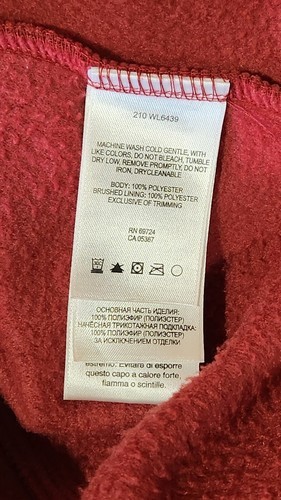 210 WL6439
MACHINE WASH COLD GENTLE, WITH
LIKE COLORS, DO NOT BLEACH, TUMBLE
DRY LOW, REMOVE PROMPTLY, DO NOT
IRON, DRYCLEANABLE
BODY: 100% POLYESTER
BRUSHED LINING: 100% POLYESTER
EXCLUSIVE OF TRIMMING
RN 69724
CA 05367
ОСНОВНАЯ ЧАСТЬ ИЗДЕЛИЯ:
100% ПОЛИЭФИР (ПОЛИЭСТЕР)
НАЧЁСНАЯ ТРИКОТАЖНАЯ ПОДКЛАДКА:
100% ПОЛИЭФИР (ПОЛИЭСТЕР)
ЗА ИСКЛЮЧЕНИЕМ ОТДЕЛКИ
estremo. Evitare di esporre
questo capo a calore forte,
fiamma o scintille.